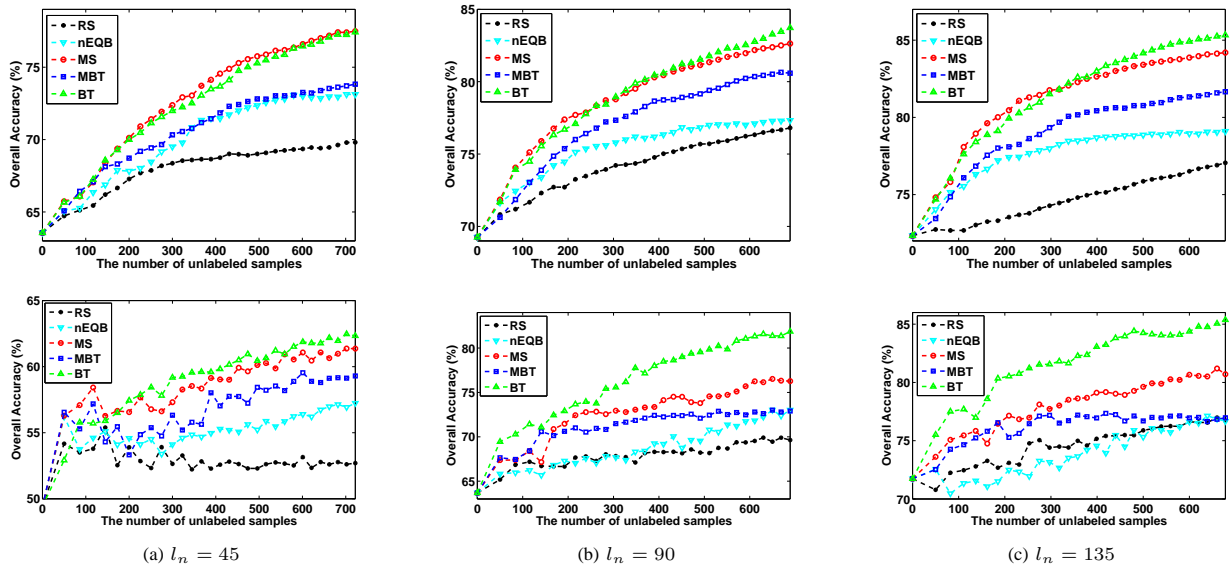 RS
nEQB
MS
MBT
BT
75
70
65
0 100 200 300 400 500 600 700
The number of unlabeled samples
Overall Accuracy (%)
RS
nEQB
MS
MBT
BT
85
80
75
70
0 100 200 300 400 500 600
The number of unlabeled samples
Overall Accuracy (%)
RS
nEQB
MS
MBT
BT
85
80
75
0 100 200 300 400 500 600
The number of unlabeled samples
Overall Accuracy (%)
RS
nEQB
MS
MBT
BT
65
60
55
50
0 100 200 300 400 500 600 700
The number of unlabeled samples
Overall Accuracy (%)
RS
nEQB
MS
MBT
BT
80
75
70
65
0 100 200 300 400 500 600
The number of unlabeled samples
Overall Accuracy (%)
RS
nEQB
MS
MBT
BT
85
80
75
70
0 100 200 300 400 500 600
The number of unlabeled samples
Overall Accuracy (%)
(a) l_n = 45
(b) l_n = 90
(c) l_n = 135